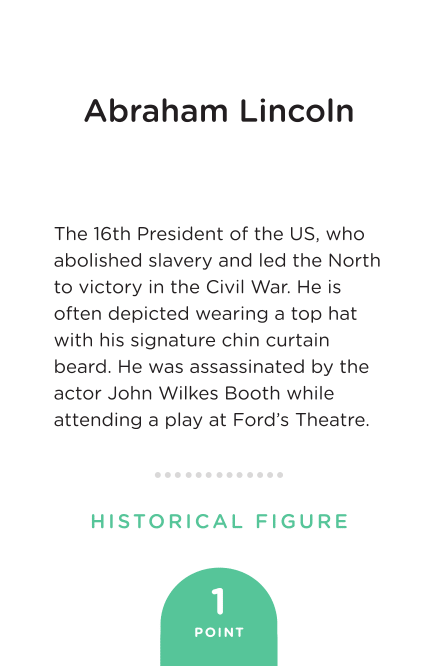 Abraham Lincoln
The 16th President of the US, who
abolished slavery and led the North
to victory in the Civil War. He is
often depicted wearing a top hat
with his signature chin curtain
beard. He was assassinated by the
actor John Wilkes Booth while
attending a play at Ford’s Theatre.
HISTORICAL FIGURE
1
POINT